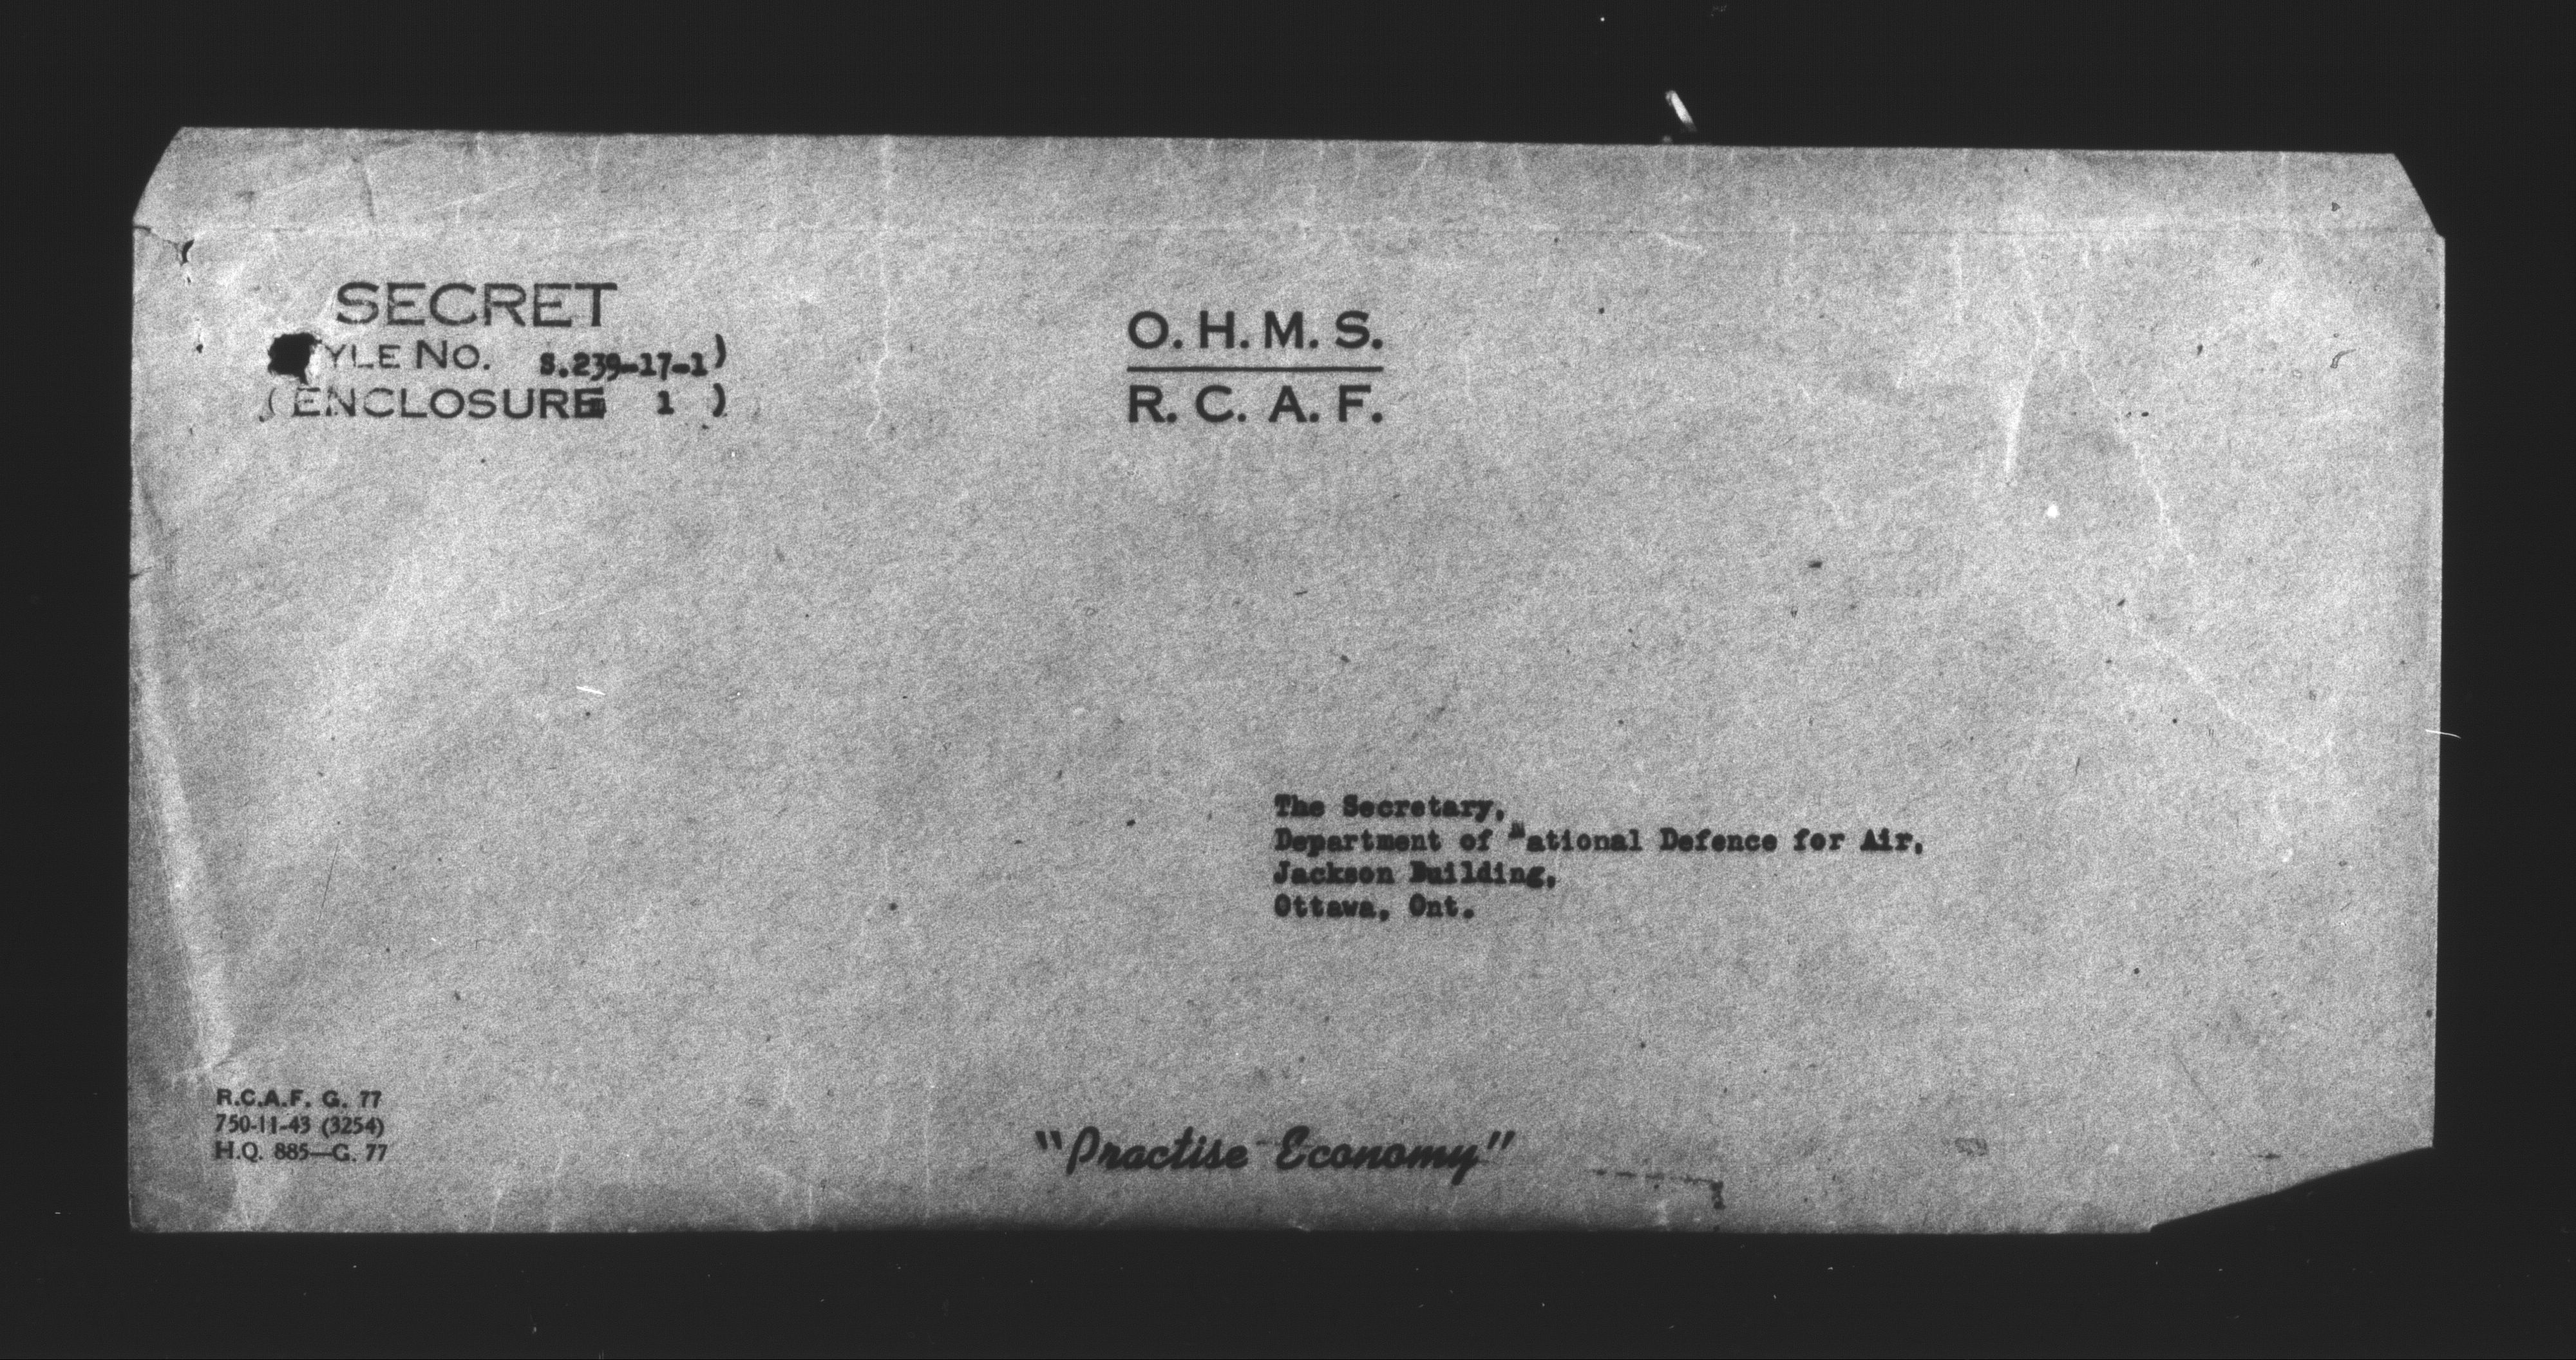 SECRET
YLE NO. S.239-17-1)
(ENCLOSURE 1 )
O. H. M. S.
R. C. A. F.
The Secretary,
Department of National Defence for Air,
Jackson Building,
Ottawa, Ont.
R.C.A.F. G. 77
750-11-43 (3254)
H.Q. 885—G. 77
"Practise Economy"